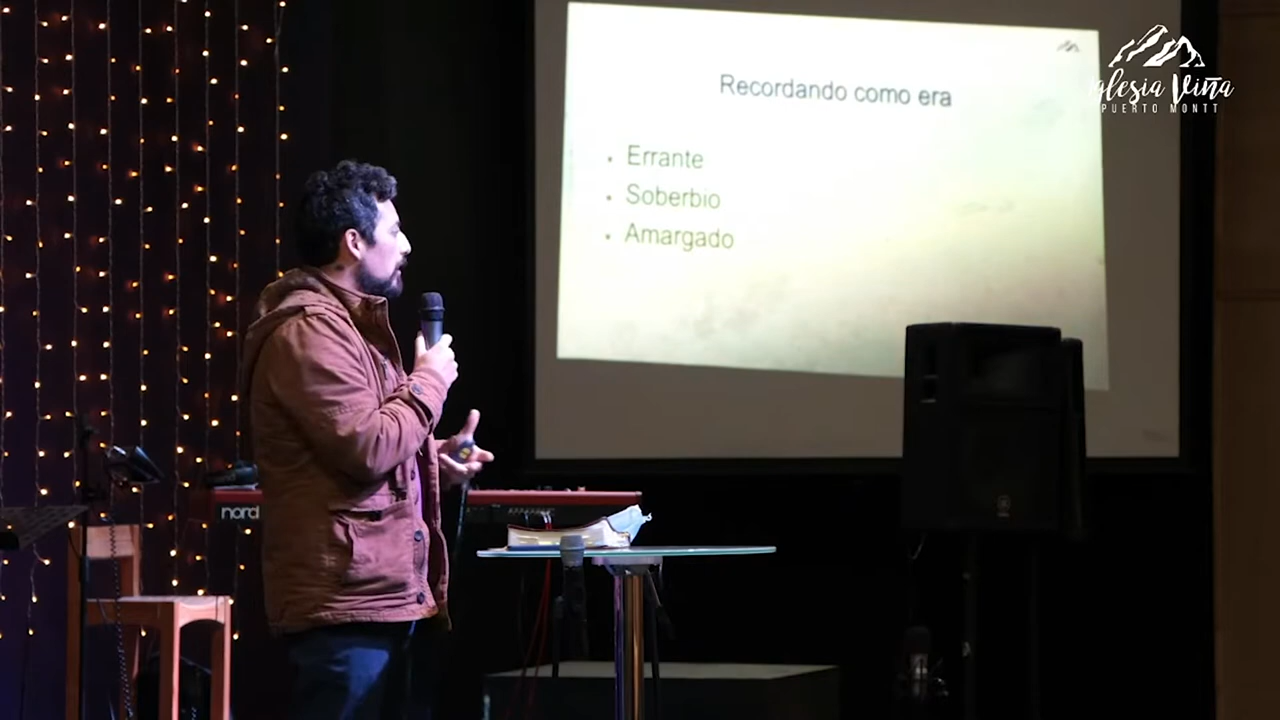 Recordando como era
• Errante
• Soberbio
• Amargado
Iglesia Viña
PUERTO MONTT
nord